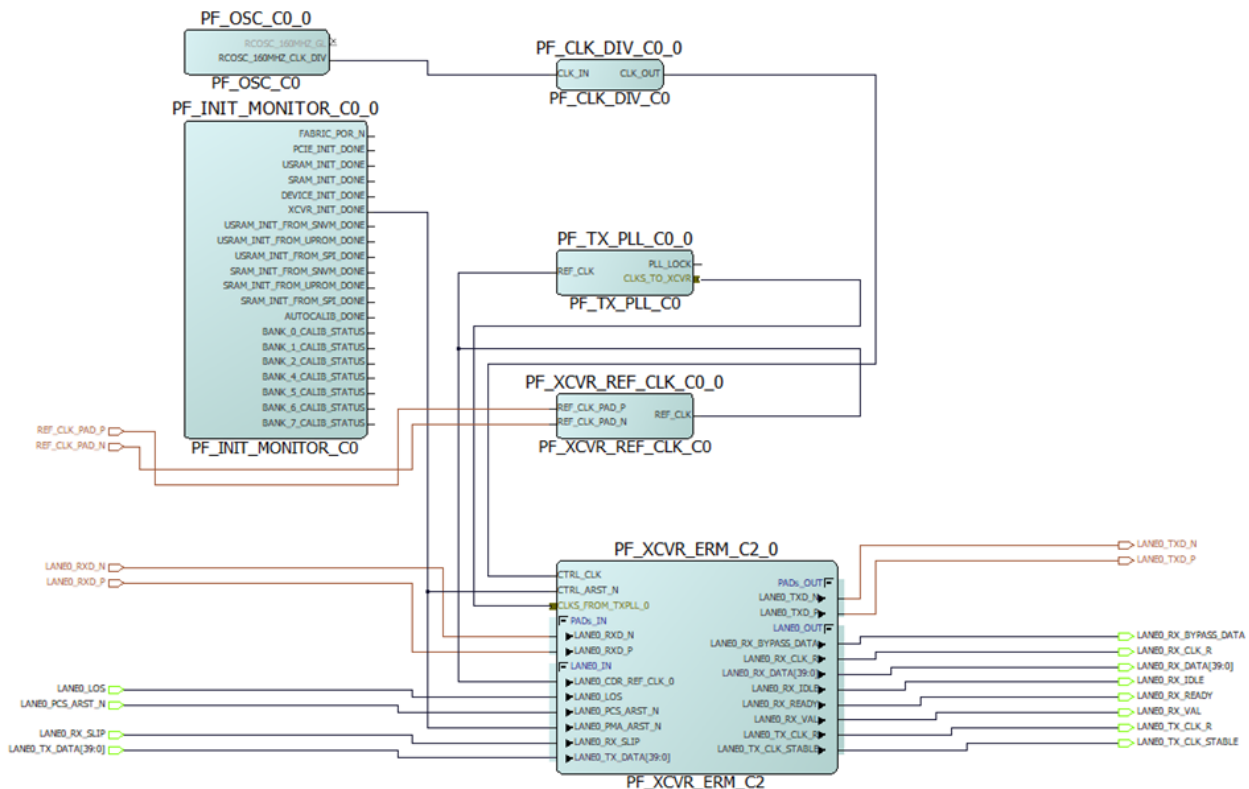 PF_OSC_C0_0
RCOSC_160MHZ_GL
RCOSC_160MHZ_CLK_DIV
PF_OSC_C0
PF_CLK_DIV_C0_0
CLK_IN CLK_OUT
PF_CLK_DIV_C0
PF_INIT_MONITOR_C0_0
FABRIC_POR_N
PCIE_INIT_DONE
USRAM_INIT_DONE
SRAM_INIT_DONE
DEVICE_INIT_DONE
XCVR_INIT_DONE
USRAM_INIT_FROM_SNVM_DONE
USRAM_INIT_FROM_UPROM_DONE
USRAM_INIT_FROM_SPI_DONE
SRAM_INIT_FROM_SNVM_DONE
SRAM_INIT_FROM_UPROM_DONE
SRAM_INIT_FROM_SPI_DONE
AUTOCALIB_DONE
BANK_0_CALIB_STATUS
BANK_1_CALIB_STATUS
BANK_2_CALIB_STATUS
BANK_4_CALIB_STATUS
BANK_5_CALIB_STATUS
BANK_6_CALIB_STATUS
BANK_7_CALIB_STATUS
PF_INIT_MONITOR_C0
PF_TX_PLL_C0_0
PLL_LOCK
REF_CLK
CLKS_TO_XCVR
PF_TX_PLL_C0
PF_XCVR_REF_CLK_C0_0
REF_CLK_PAD_P
REF_CLK_PAD_N
REF_CLK
PF_XCVR_REF_CLK_C0
REF_CLK_PAD_P
REF_CLK_PAD_N
LANE0_RXD_N
LANE0_RXD_P
LANE0_LOS
LANE0_PCS_ARST_N
LANE0_RX_SLIP
LANE0_TX_DATA[39:0]
PF_XCVR_ERM_C2_0
CTRL_CLK
CTRL_ARST_N
CLKS_FROM_TXPLL_0
PADs_IN
LANE0_RXD_N
LANE0_RXD_P
LANE0_IN
LANE0_CDR_REF_CLK_0
LANE0_LOS
LANE0_PCS_ARST_N
LANE0_PMA_ARST_N
LANE0_RX_SLIP
LANE0_TX_DATA[39:0]
PADs_OUT
LANE0_TXD_N
LANE0_TXD_P
LANE0_OUT
LANE0_RX_BYPASS_DATA
LANE0_RX_CLK_R
LANE0_RX_DATA[39:0]
LANE0_RX_IDLE
LANE0_RX_READY
LANE0_RX_VAL
LANE0_TX_CLK_R
LANE0_TX_CLK_STABLE
PF_XCVR_ERM_C2
LANE0_TXD_N
LANE0_TXD_P
LANE0_RX_BYPASS_DATA
LANE0_RX_CLK_R
LANE0_RX_DATA[39:0]
LANE0_RX_IDLE
LANE0_RX_READY
LANE0_RX_VAL
LANE0_TX_CLK_R
LANE0_TX_CLK_STABLE